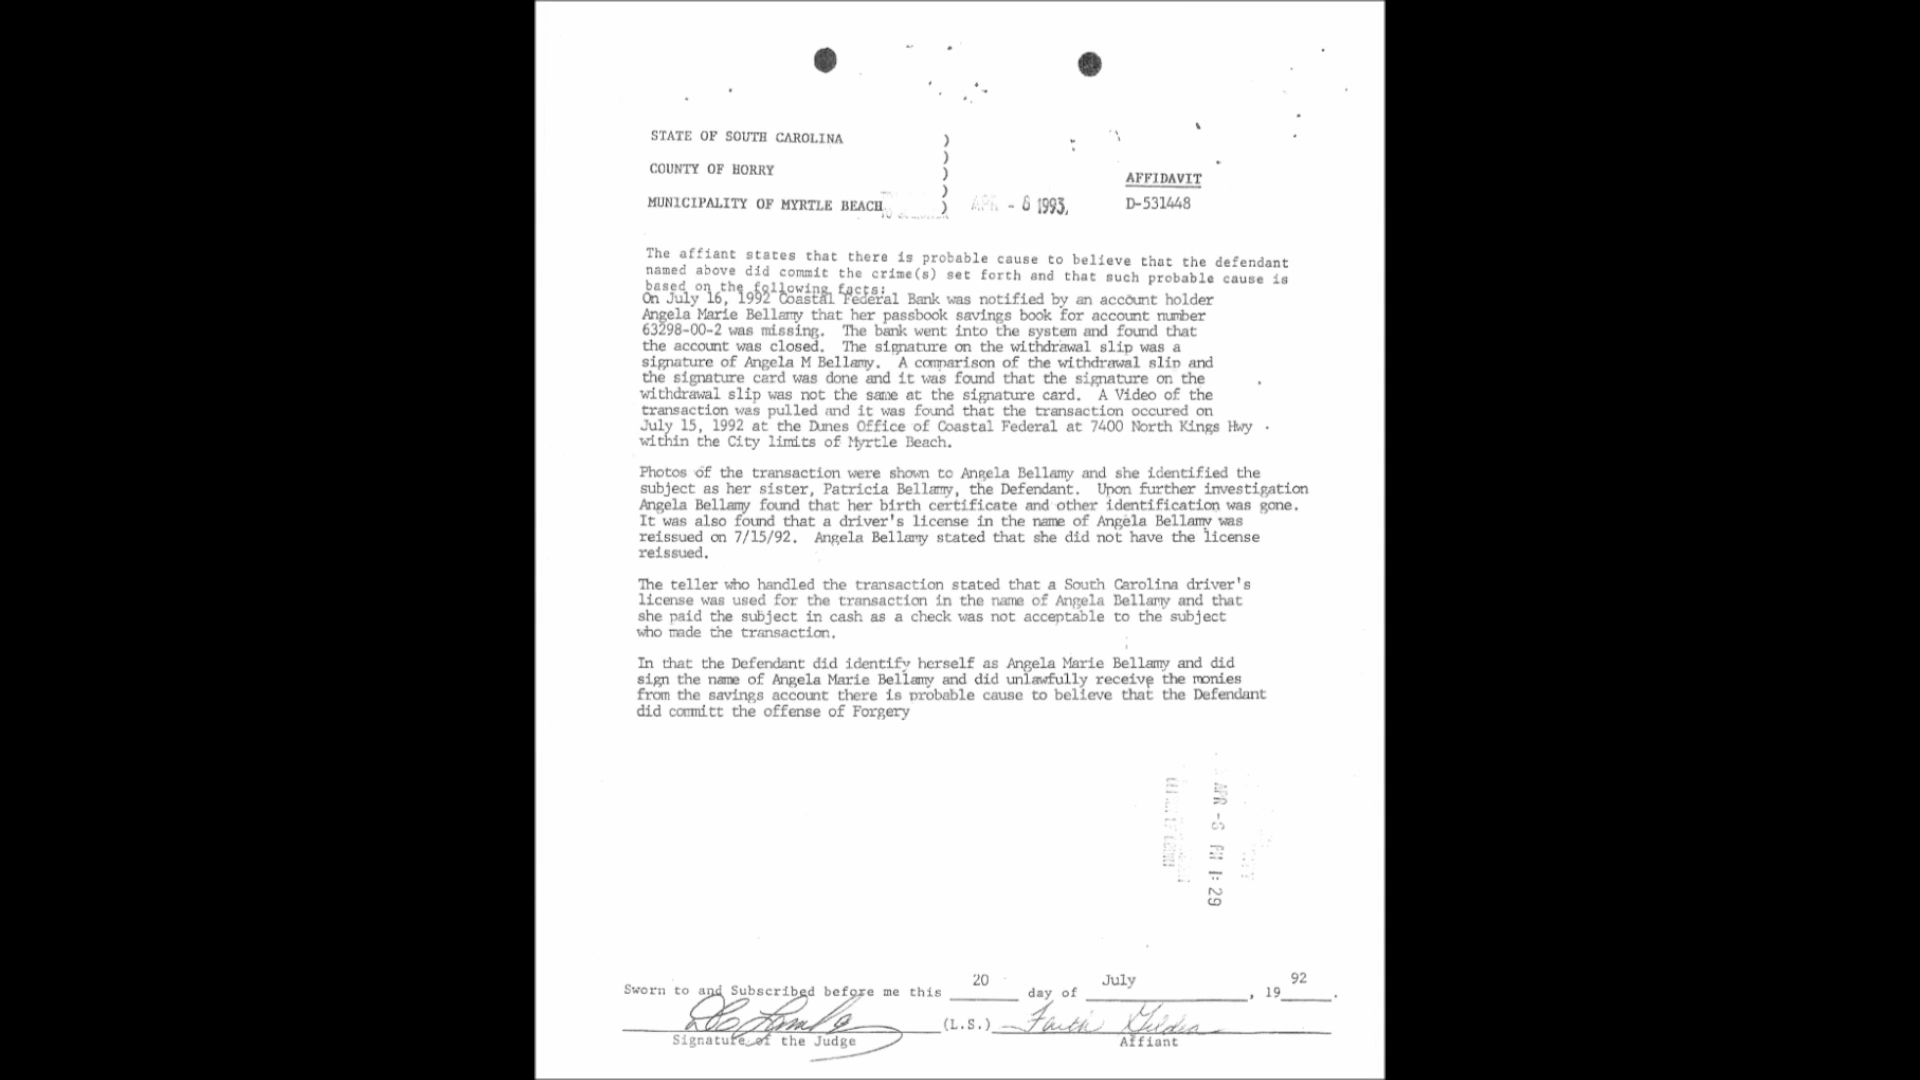 STATE OF SOUTH CAROLINA )
)
COUNTY OF HORRY )
AFFIDAVIT
)
MUNICIPALITY OF MYRTLE BEACH ) APR - 8 1993, D-531448
The affiant states that there is probable cause to believe that the defendant
named above did commit the crime(s) set forth and that such probable cause is
based on the following facts:
On July 16, 1992 Coastal Federal Bank was notified by an account holder
Angela Marie Bellamy that her passbook savings book for account number
63298-00-2 was missing. The bank went into the system and found that
the account was closed. The signature on the withdrawal slip was a
signature of Angela M Bellamy. A comparison of the withdrawal slip and
the signature card was done and it was found that the signature on the
withdrawal slip was not the same at the signature card. A Video of the
transaction was pulled and it was found that the transaction occured on
July 15, 1992 at the Dunes Office of Coastal Federal at 7400 North Kings Hwy
within the City limits of Myrtle Beach.
Photos of the transaction were shown to Angela Bellamy and she identified the
subject as her sister, Patricia Bellamy, the Defendant. Upon further investigation
Angela Bellamy found that her birth certificate and other identification was gone.
It was also found that a driver's license in the name of Angela Bellamy was
reissued on 7/15/92. Angela Bellamy stated that she did not have the license
reissued.
The teller who handled the transaction stated that a South Carolina driver's
license was used for the transaction in the name of Angela Bellamy and that
she paid the subject in cash as a check was not acceptable to the subject
who made the transaction.
In that the Defendant did identify herself as Angela Marie Bellamy and did
sign the name of Angela Marie Bellamy and did unlawfully receive the monies
from the savings account there is probable cause to believe that the Defendant
did committ the offense of Forgery
APR -6 1:29
Sworn to and Subscribed before me this 20 day of July, 1992.
(L.S.) Faith
Signature of the Judge Affiant